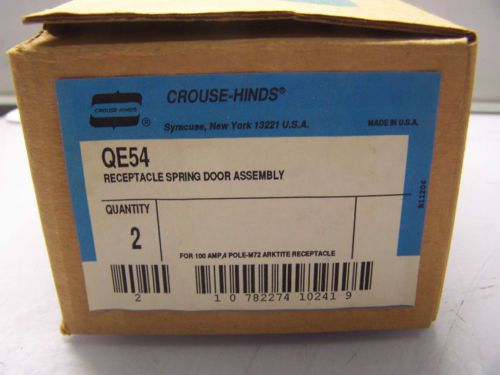 CROUSE-HINDS
®
CROUSE-HINDS®
Syracuse, New York 13221 U.S.A.
MADE IN U.S.A.
QE54
RECEPTACLE SPRING DOOR ASSEMBLY
QUANTITY
2
FOR 100 AMP,4 POLE-M72 ARKTITE RECEPTACLE
2
1 0 782274 10241 9
R11204